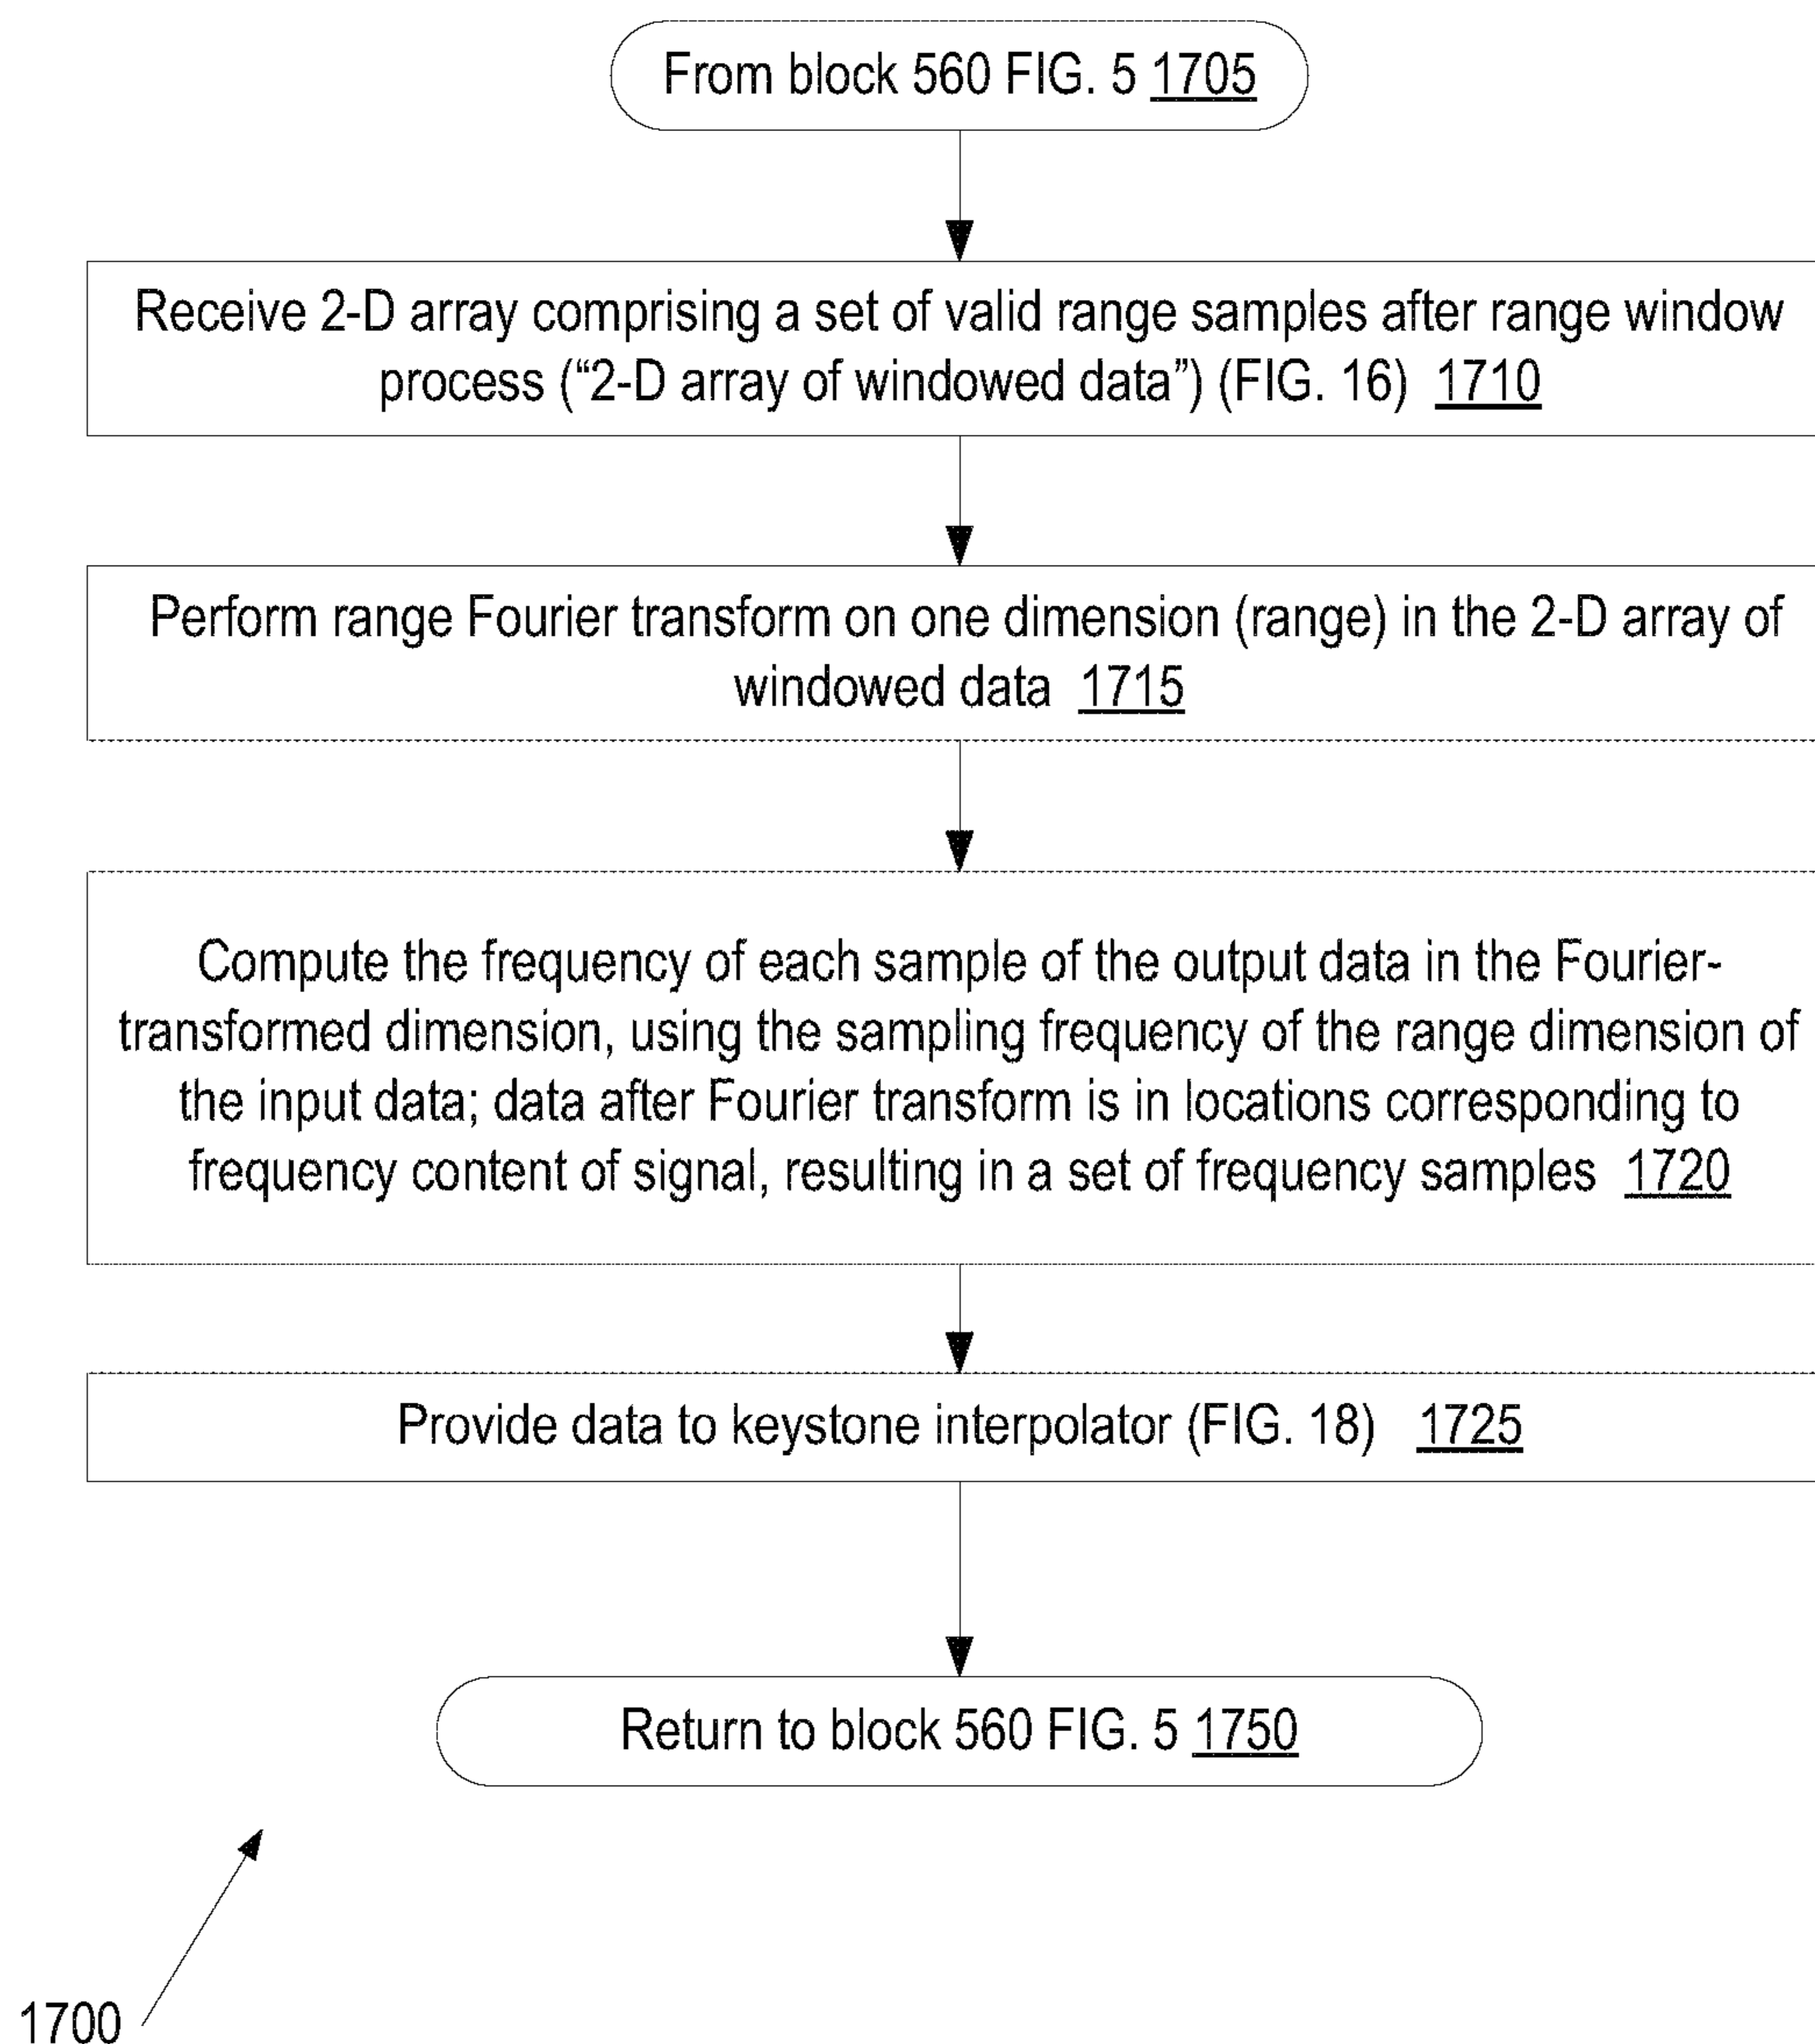 From block 560 FIG. 5 1705
Receive 2-D array comprising a set of valid range samples after range window
process (“2-D array of windowed data”) (FIG. 16) 1710
Perform range Fourier transform on one dimension (range) in the 2-D array of
windowed data 1715
Compute the frequency of each sample of the output data in the Fourier-
transformed dimension, using the sampling frequency of the range dimension of
the input data; data after Fourier transform is in locations corresponding to
frequency content of signal, resulting in a set of frequency samples 1720
Provide data to keystone interpolator (FIG. 18) 1725
Return to block 560 FIG. 5 1750
1700